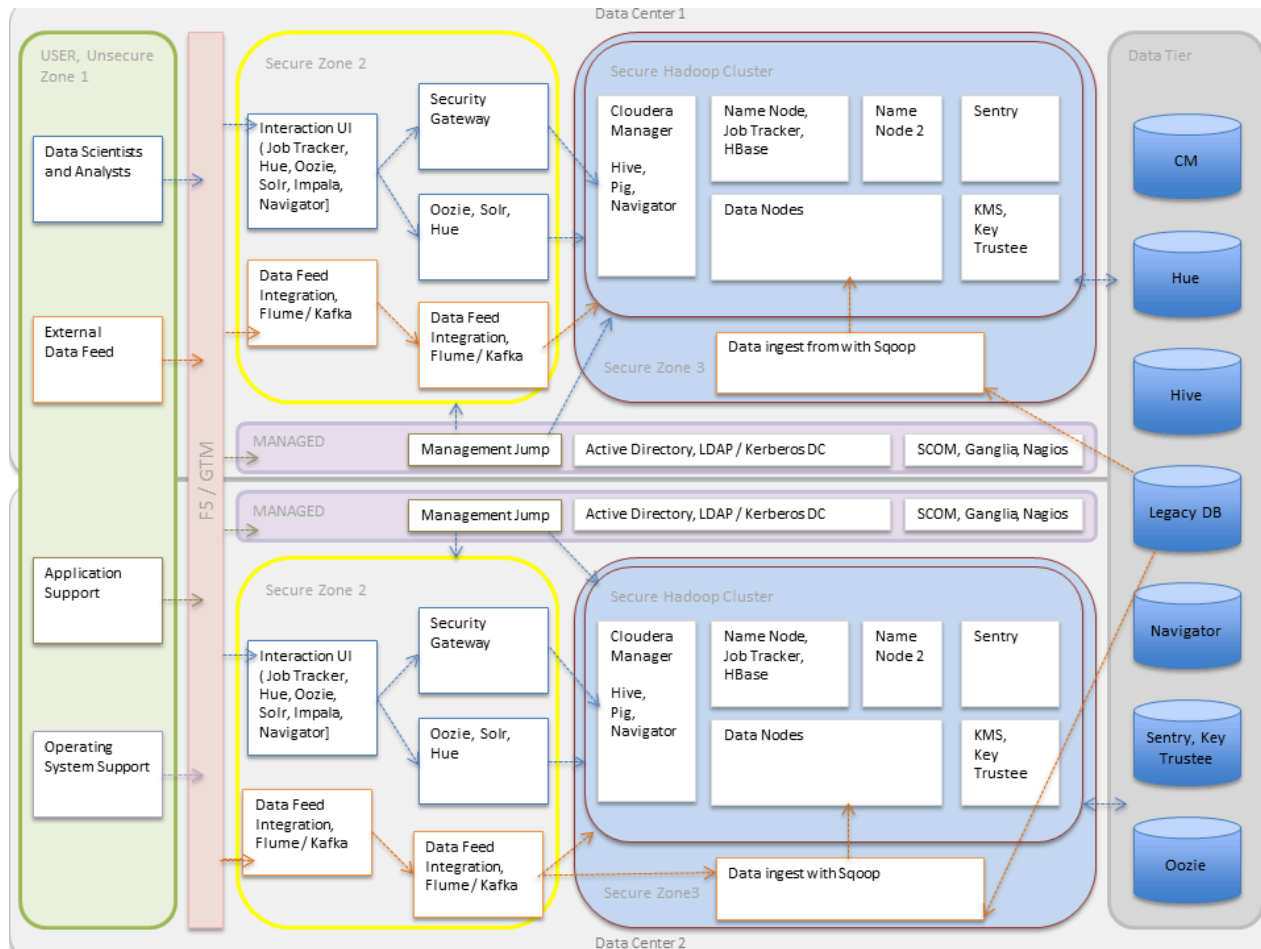 Data Center 1
USER, Unsecure
Zone 1
Data Scientists
and Analysts
External
Data Feed
Application
Support
Operating
System Support
F5 / GTM
Secure Zone 2
Interaction UI
( Job Tracker,
Hue, Oozie,
Solr, Impala,
Navigator]
Security
Gateway
Oozie, Solr,
Hue
Data Feed
Integration,
Flume / Kafka
Data Feed
Integration,
Flume / Kafka
Secure Hadoop Cluster
Cloudera
Manager
Hive,
Pig,
Navigator
Name Node,
Job Tracker,
HBase
Name
Node 2
Sentry
Data Nodes
KMS,
Key
Trustee
Data ingest from with Sqoop
Secure Zone 3
MANAGED
Management Jump
Active Directory, LDAP / Kerberos DC
SCOM, Ganglia, Nagios
MANAGED
Management Jump
Active Directory, LDAP / Kerberos DC
SCOM, Ganglia, Nagios
Secure Zone 2
Interaction UI
( Job Tracker,
Hue, Oozie,
Solr, Impala,
Navigator]
Security
Gateway
Oozie, Solr,
Hue
Data Feed
Integration,
Flume / Kafka
Data Feed
Integration,
Flume / Kafka
Secure Hadoop Cluster
Cloudera
Manager
Hive,
Pig,
Navigator
Name Node,
Job Tracker,
HBase
Name
Node 2
Sentry
Data Nodes
KMS,
Key
Trustee
Data ingest with Sqoop
Secure Zone3
Data Tier
CM
Hue
Hive
Legacy DB
Navigator
Sentry, Key
Trustee
Oozie
Data Center 2